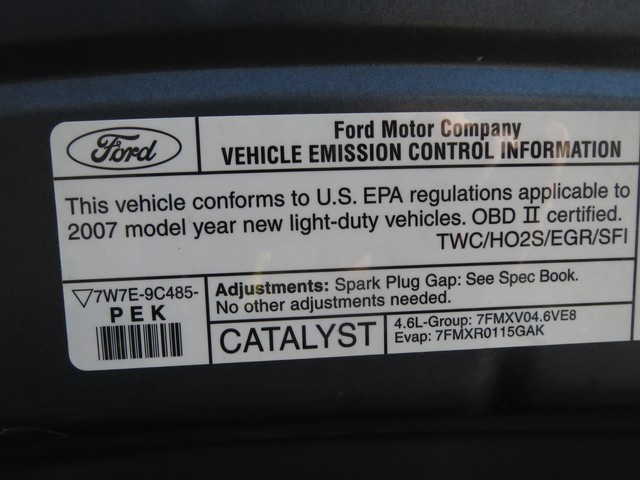 Ford
Ford Motor Company
VEHICLE EMISSION CONTROL INFORMATION
This vehicle conforms to U.S. EPA regulations applicable to
2007 model year new light-duty vehicles. OBD II certified.
TWC/HO2S/EGR/SFI
▽7W7E-9C485-
PEK
Adjustments: Spark Plug Gap: See Spec Book.
No other adjustments needed.
CATALYST
4.6L-Group: 7FMXV04.6VE8
Evap: 7FMXR0115GAK